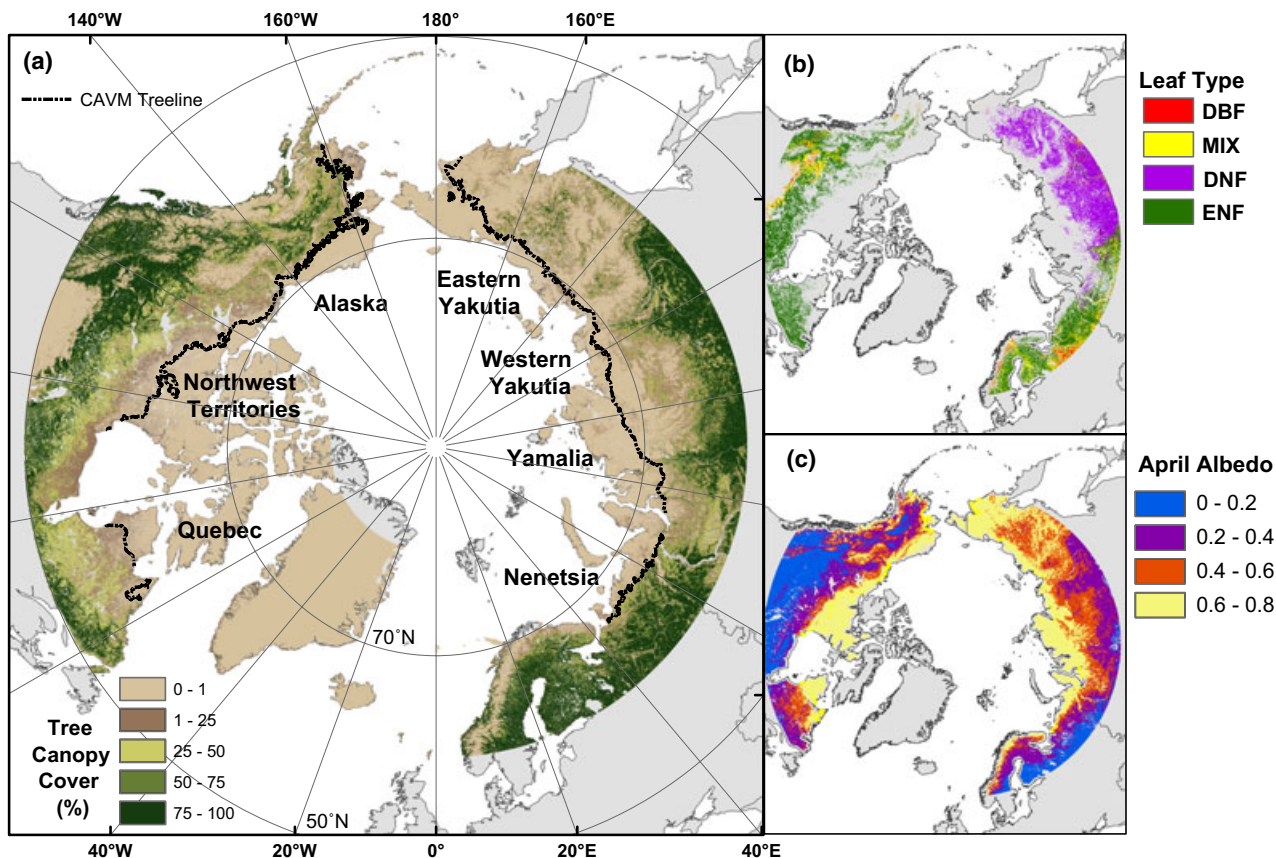 140°W 160°W 180° 160°E
(a)
CAVM Treeline
Alaska
Eastern
Yakutia
Western
Yakutia
Northwest
Territories
Yamalia
Quebec
Nenetsia
70°N
50°N
Tree
Canopy
Cover
(%)
0 - 1
1 - 25
25 - 50
50 - 75
75 - 100
40°W 20°W 0° 20°E 40°E
(b)
Leaf Type
DBF
MIX
DNF
ENF
(c)
April Albedo
0 - 0.2
0.2 - 0.4
0.4 - 0.6
0.6 - 0.8